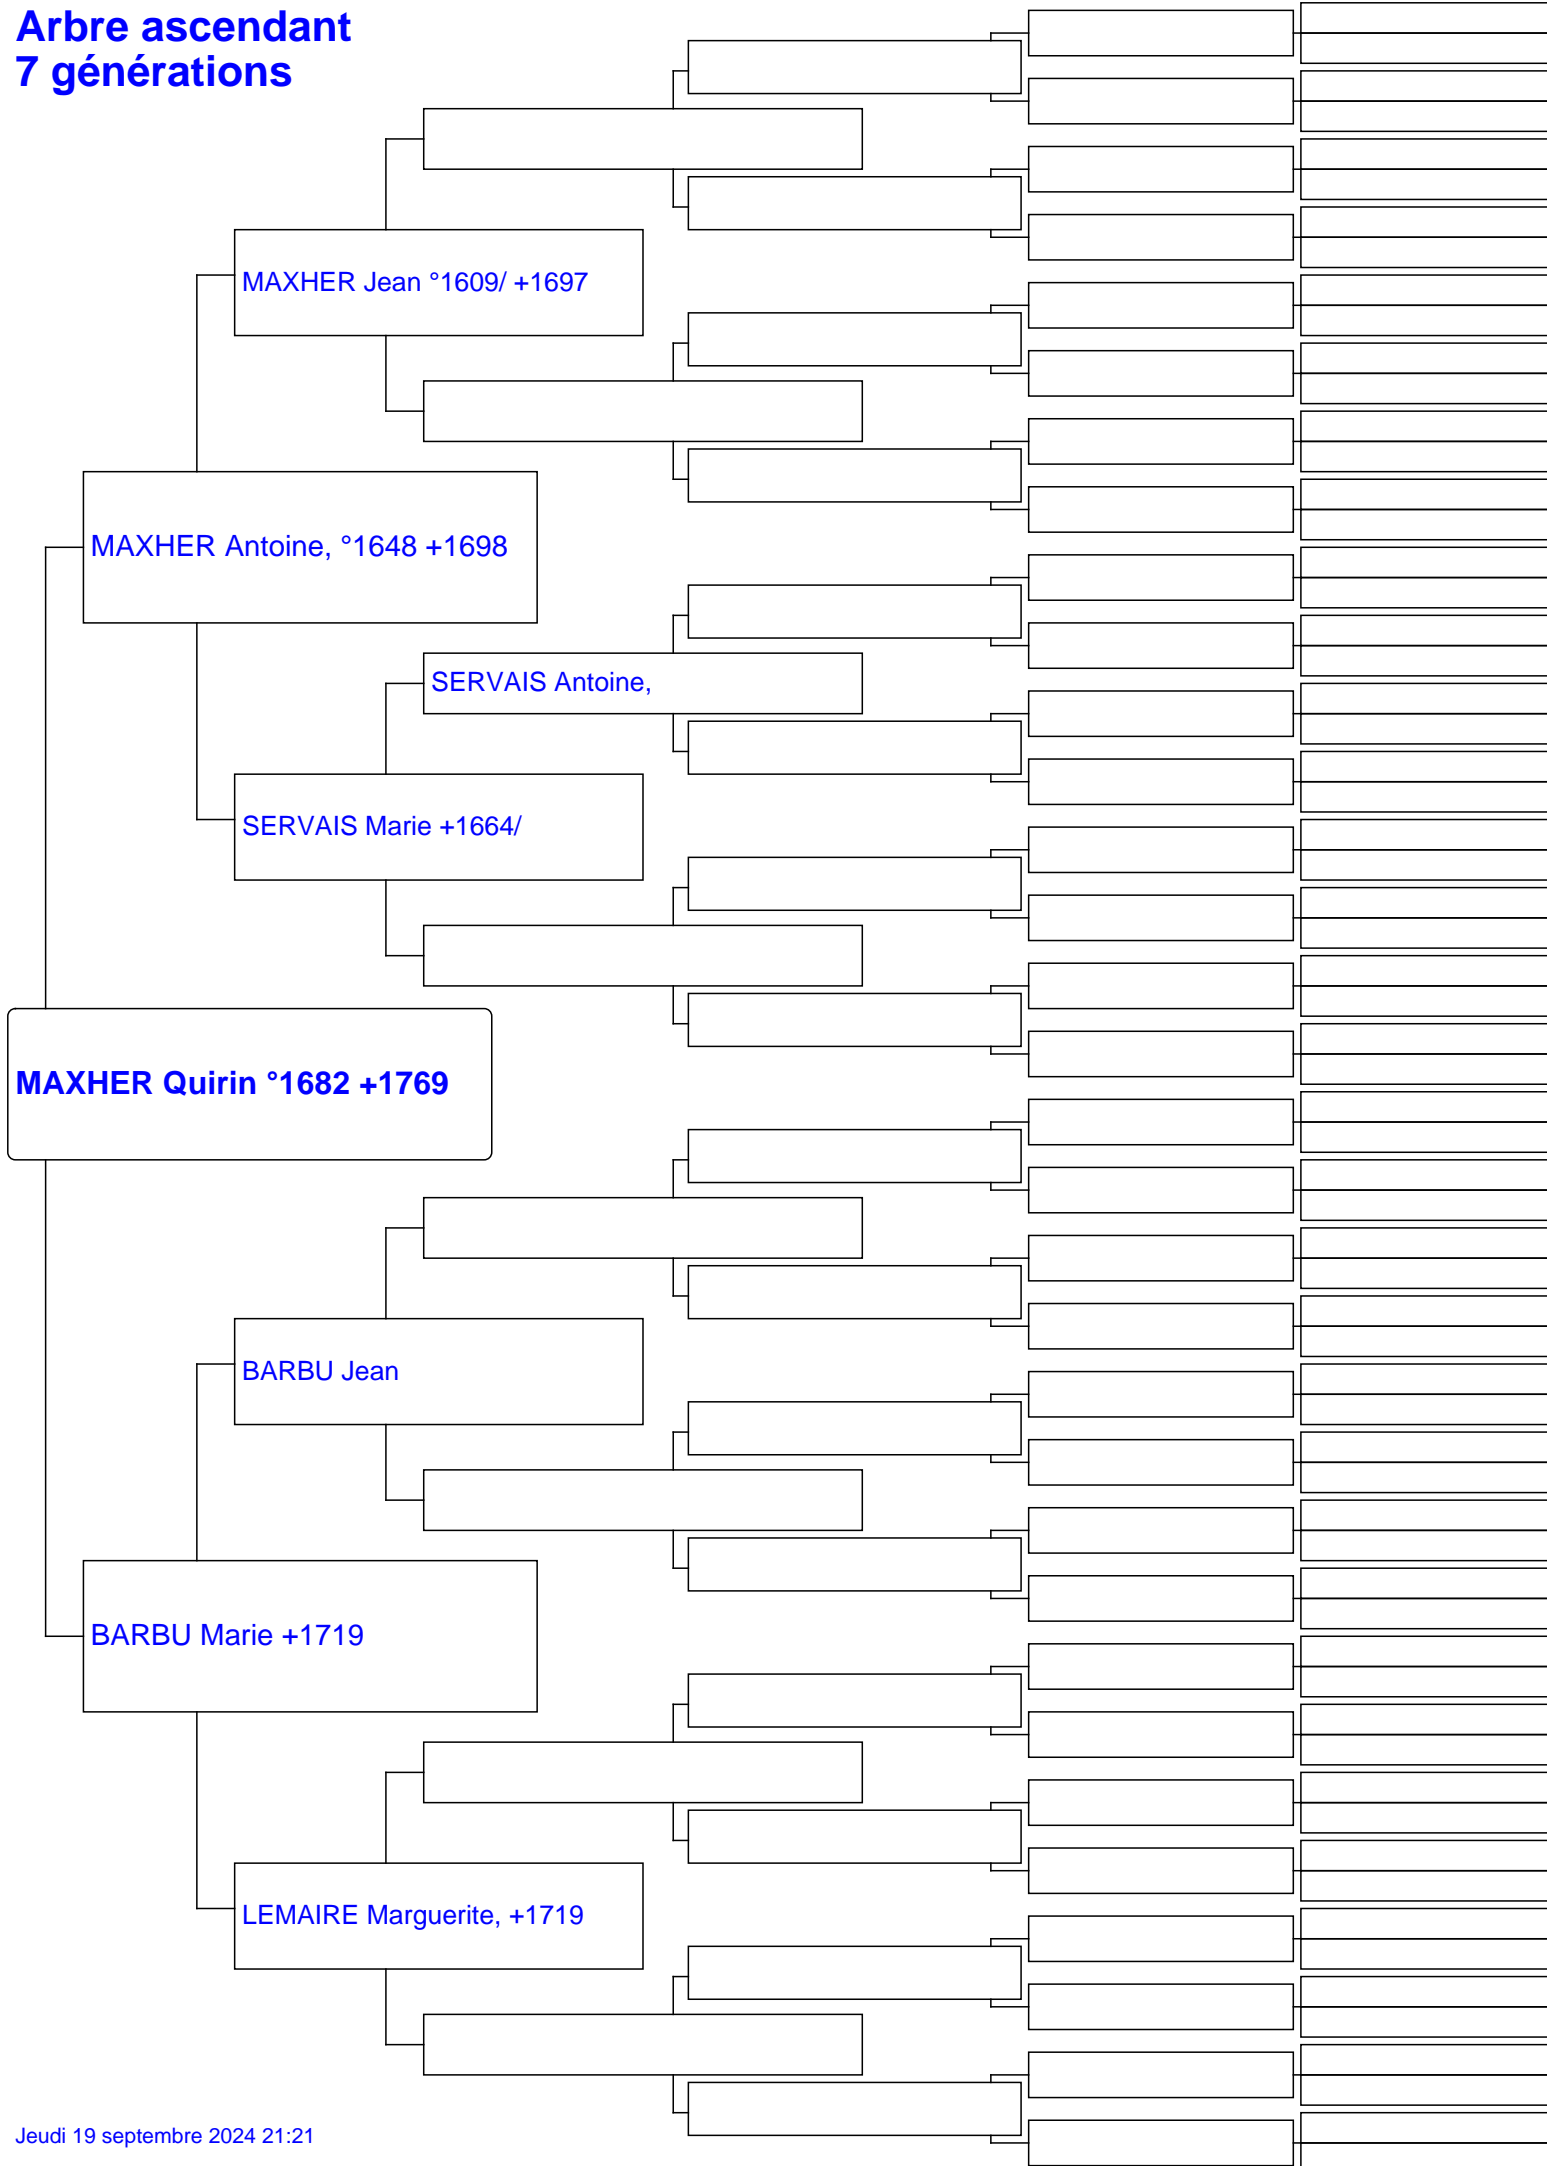 Arbre ascendant
7 générations
MAXHER Jean °1609/ +1697
MAXHER Antoine, °1648 +1698
SERVAIS Antoine,
SERVAIS Marie +1664/
MAXHER Quirin °1682 +1769
BARBU Jean
BARBU Marie +1719
LEMAIRE Marguerite, +1719
Jeudi 19 septembre 2024 21:21